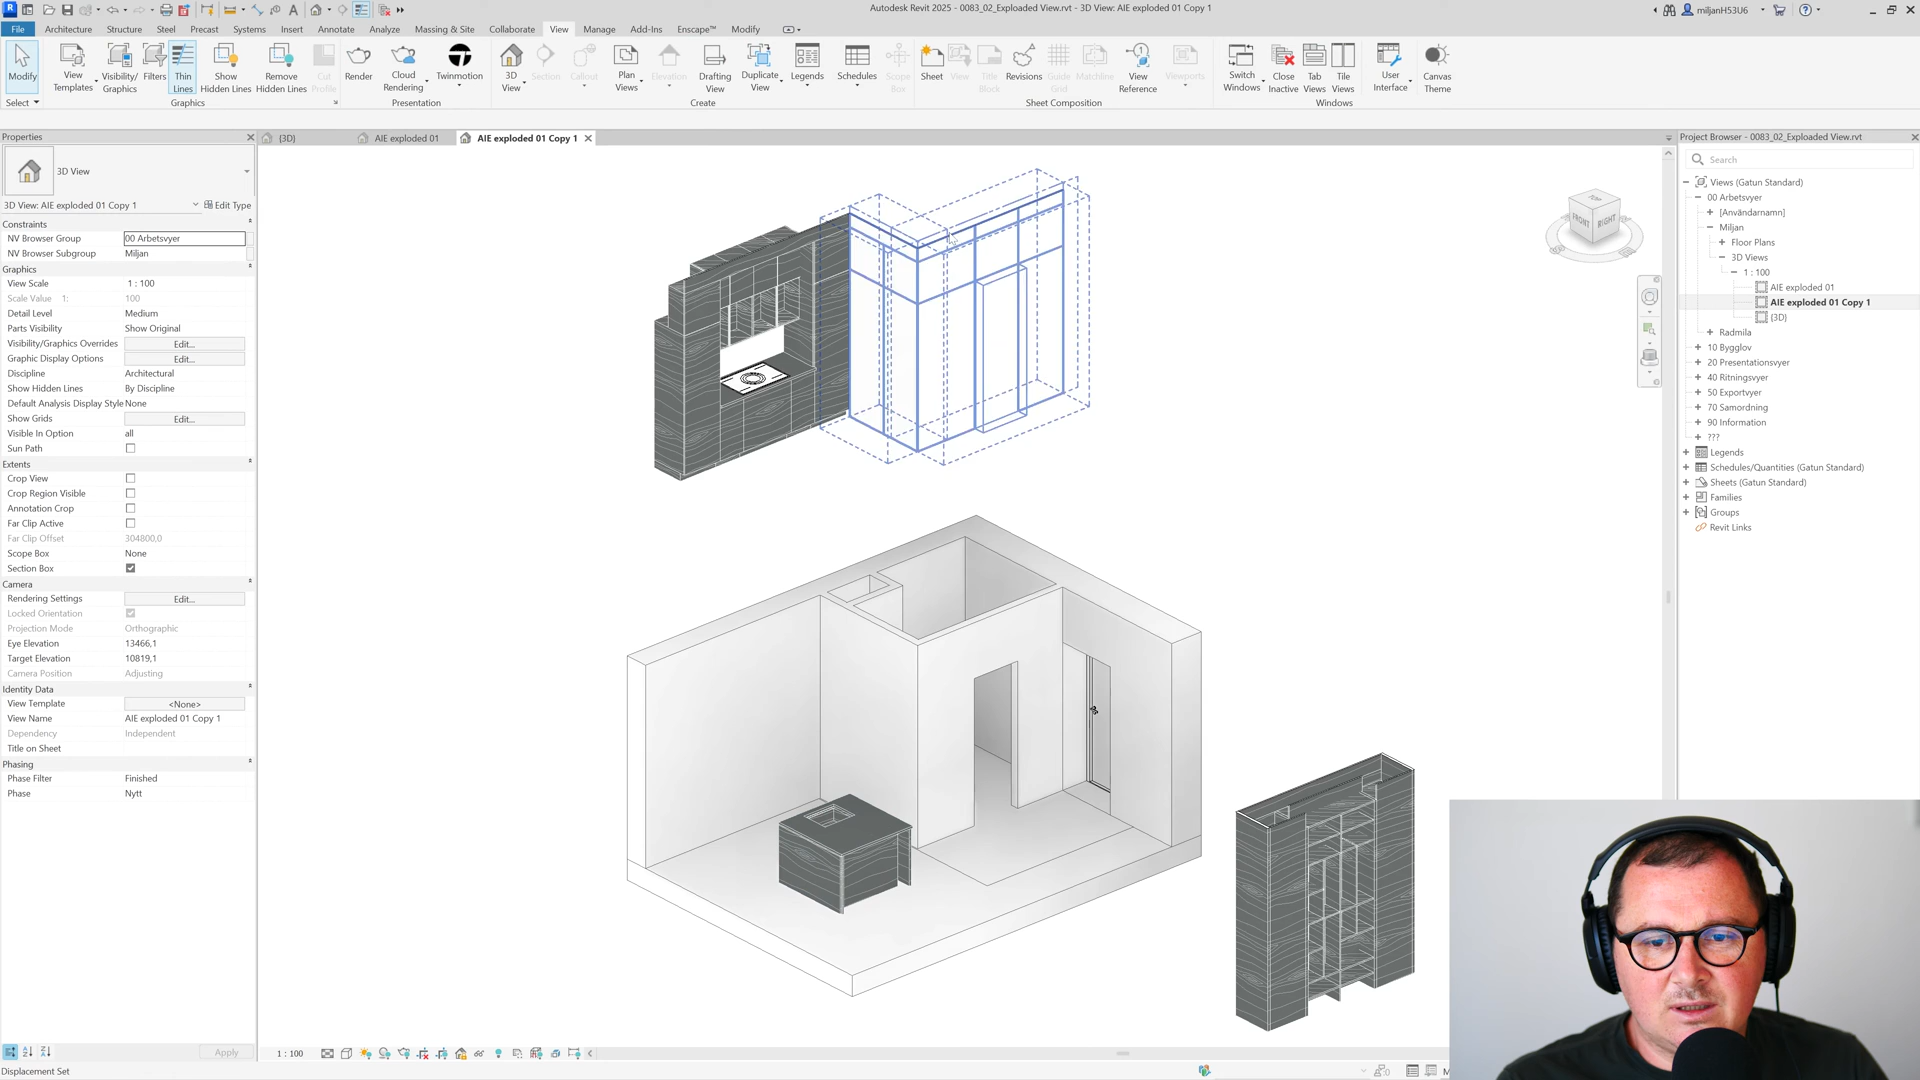 Autodesk Revit 2025 - 0083_02_Exploaded View.rvt - 3D View: AIE exploded 01 Copy 1
miljanH53U6
File Architecture Structure Steel Precast Systems Insert Annotate Analyze Massing & Site Collaborate View Manage Add-Ins Enscape™ Modify
Modify
View Templates
Visibility/ Graphics
Filters
Thin Lines
Show Hidden Lines
Remove Hidden Lines
Cut Profile
Render
Cloud Rendering
Twinmotion
3D View
Section
Callout
Plan Views
Elevation
Drafting View
Duplicate View
Legends
Schedules
Scope Box
Sheet
View
Title Block
Revisions
Guide Grid
Matchline
View Reference
Viewports
Switch Windows
Close Inactive
Tab Views
Tile Views
User Interface
Canvas Theme
Select Graphics Presentation Create Sheet Composition Windows
Properties
{3D} AIE exploded 01 AIE exploded 01 Copy 1
3D View
3D View: AIE exploded 01 Copy 1 Edit Type
Constraints
NV Browser Group 00 Arbetsvyer
NV Browser Subgroup Miljan
Graphics
View Scale 1 : 100
Scale Value 1: 100
Detail Level Medium
Parts Visibility Show Original
Visibility/Graphics Overrides Edit...
Graphic Display Options Edit...
Discipline Architectural
Show Hidden Lines By Discipline
Default Analysis Display Style None
Show Grids Edit...
Visible In Option all
Sun Path
Extents
Crop View
Crop Region Visible
Annotation Crop
Far Clip Active
Far Clip Offset 304800,0
Scope Box None
Section Box
Camera
Rendering Settings Edit...
Locked Orientation
Projection Mode Orthographic
Eye Elevation 13466,1
Target Elevation 10819,1
Camera Position Adjusting
Identity Data
View Template <None>
View Name AIE exploded 01 Copy 1
Dependency Independent
Title on Sheet
Phasing
Phase Filter Finished
Phase Nytt
Apply
Displacement Set
1 : 100
TOP
FRONT
RIGHT
Project Browser - 0083_02_Exploaded View.rvt
Search
Views (Gatun Standard)
00 Arbetsvyer
[Användarnamn]
Miljan
Floor Plans
3D Views
1 : 100
AIE exploded 01
AIE exploded 01 Copy 1
{3D}
Radmila
10 Bygglov
20 Presentationsvyer
40 Ritningsvyer
50 Exportvyer
70 Samordning
90 Information
???
Legends
Schedules/Quantities (Gatun Standard)
Sheets (Gatun Standard)
Families
Groups
Revit Links